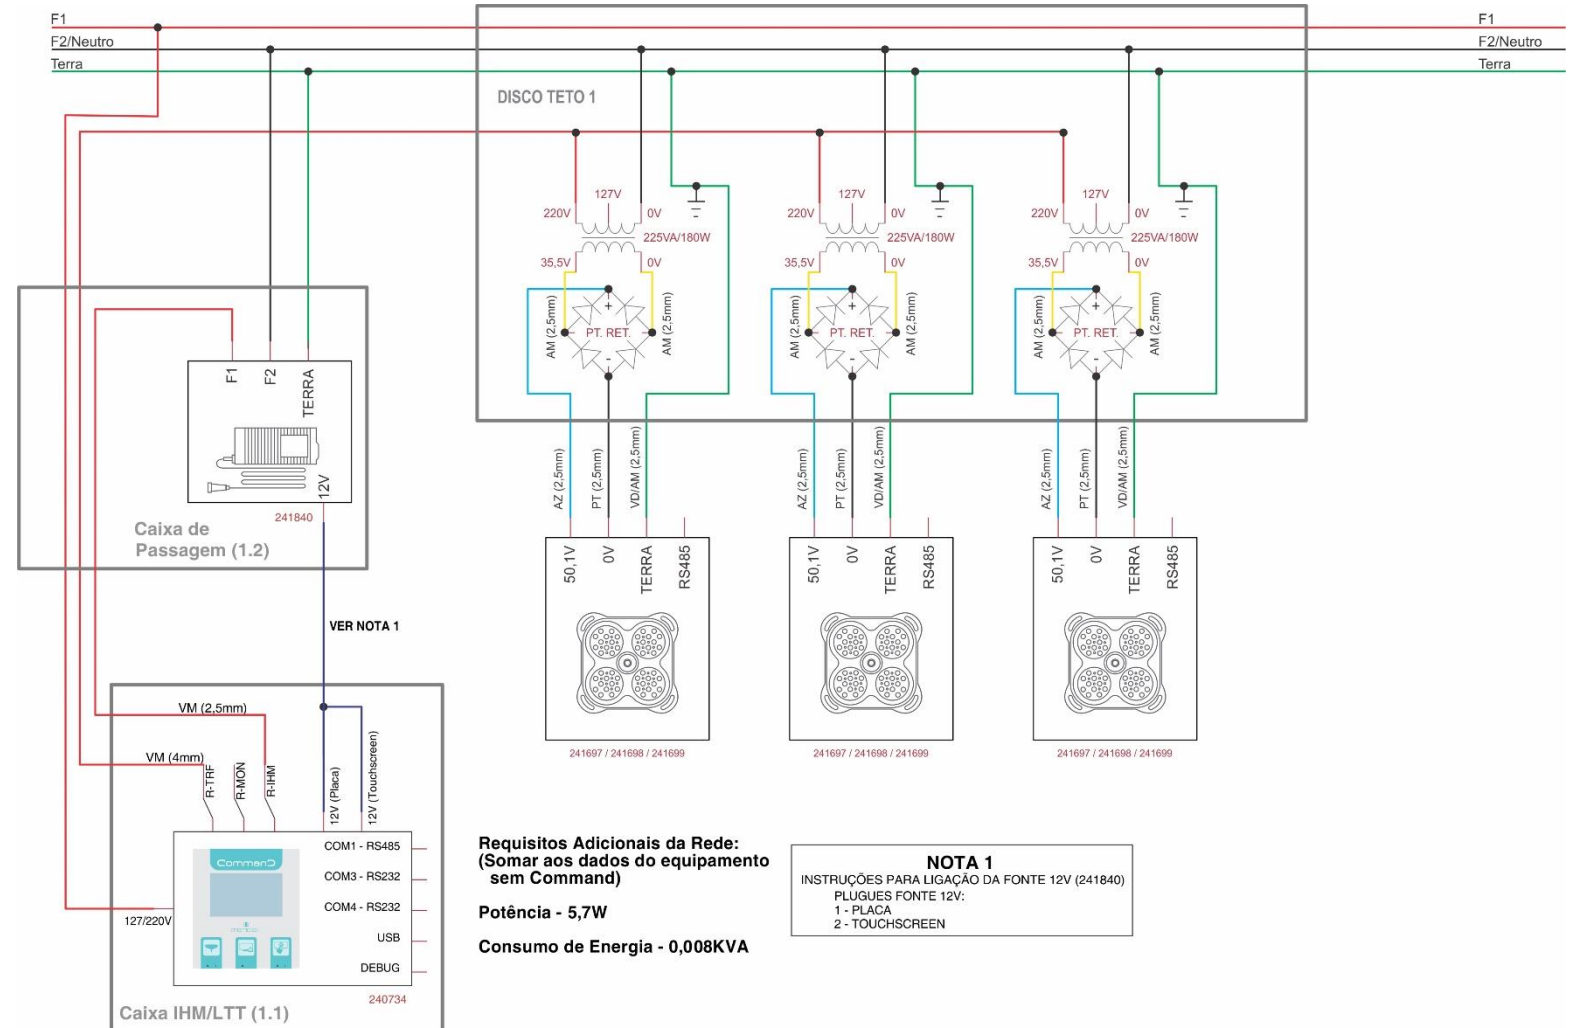 F1
F1
F2/Neutro
F2/Neutro
Terra
Terra
DISCO TETO 1
127V
220V
0V
225VA/180W
35,5V
0V
AM (2,5mm)
PT. RET.
+
-
AM (2,5mm)
127V
220V
0V
225VA/180W
35,5V
0V
AM (2,5mm)
PT. RET.
+
-
AM (2,5mm)
127V
220V
0V
225VA/180W
35,5V
0V
AM (2,5mm)
PT. RET.
+
-
AM (2,5mm)
F1
F2
TERRA
12V
241840
Caixa de
Passagem (1.2)
AZ (2,5mm)
PT (2,5mm)
VD/AM (2,5mm)
AZ (2,5mm)
PT (2,5mm)
VD/AM (2,5mm)
AZ (2,5mm)
PT (2,5mm)
VD/AM (2,5mm)
50,1V
0V
TERRA
RS485
50,1V
0V
TERRA
RS485
50,1V
0V
TERRA
RS485
241697 / 241698 / 241699
241697 / 241698 / 241699
241697 / 241698 / 241699
VER NOTA 1
VM (2,5mm)
VM (4mm)
R-TRF
R-MON
R-IHM
12V (Placa)
12V (Touchscreen)
CommanD
COM1 - RS485
COM3 - RS232
COM4 - RS232
USB
DEBUG
127/220V
240734
Caixa IHM/LTT (1.1)
Requisitos Adicionais da Rede:
(Somar aos dados do equipamento
sem Command)
Potência - 5,7W
Consumo de Energia - 0,008KVA
NOTA 1
INSTRUÇÕES PARA LIGAÇÃO DA FONTE 12V (241840)
PLUGUES FONTE 12V:
1 - PLACA
2 - TOUCHSCREEN